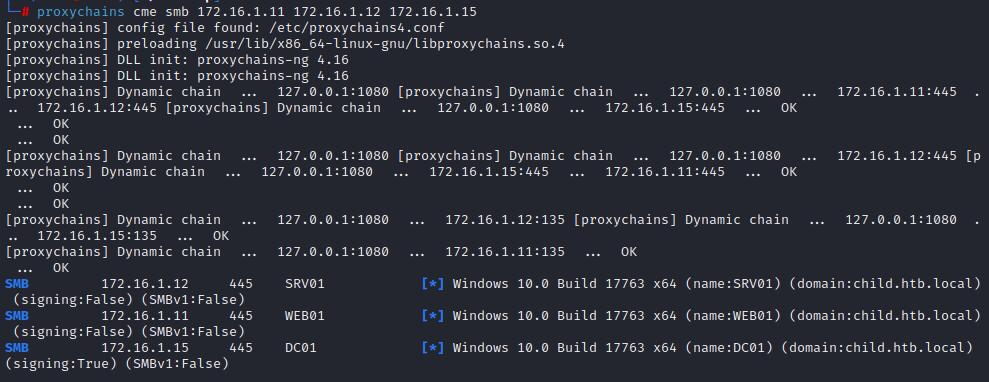 └─# proxychains cme smb 172.16.1.11 172.16.1.12 172.16.1.15
[proxychains] config file found: /etc/proxychains4.conf
[proxychains] preloading /usr/lib/x86_64-linux-gnu/libproxychains.so.4
[proxychains] DLL init: proxychains-ng 4.16
[proxychains] DLL init: proxychains-ng 4.16
[proxychains] Dynamic chain  ...  127.0.0.1:1080 [proxychains] Dynamic chain  ...  127.0.0.1:1080  ...  172.16.1.11:445  .
..  172.16.1.12:445 [proxychains] Dynamic chain  ...  127.0.0.1:1080  ...  172.16.1.15:445  ...  OK
 ...  OK
 ...  OK
[proxychains] Dynamic chain  ...  127.0.0.1:1080 [proxychains] Dynamic chain  ...  127.0.0.1:1080  ...  172.16.1.12:445 [p
roxychains] Dynamic chain  ...  127.0.0.1:1080  ...  172.16.1.15:445  ...  172.16.1.11:445  ...  OK
 ...  OK
 ...  OK
[proxychains] Dynamic chain  ...  127.0.0.1:1080  ...  172.16.1.12:135 [proxychains] Dynamic chain  ...  127.0.0.1:1080  .
..  172.16.1.15:135  ...  OK
[proxychains] Dynamic chain  ...  127.0.0.1:1080  ...  172.16.1.11:135  ...  OK
 ...  OK
SMB         172.16.1.12     445    SRV01            [*] Windows 10.0 Build 17763 x64 (name:SRV01) (domain:child.htb.local)
 (signing:False) (SMBv1:False)
SMB         172.16.1.11     445    WEB01            [*] Windows 10.0 Build 17763 x64 (name:WEB01) (domain:child.htb.local)
 (signing:False) (SMBv1:False)
SMB         172.16.1.15     445    DC01             [*] Windows 10.0 Build 17763 x64 (name:DC01) (domain:child.htb.local)
(signing:True) (SMBv1:False)